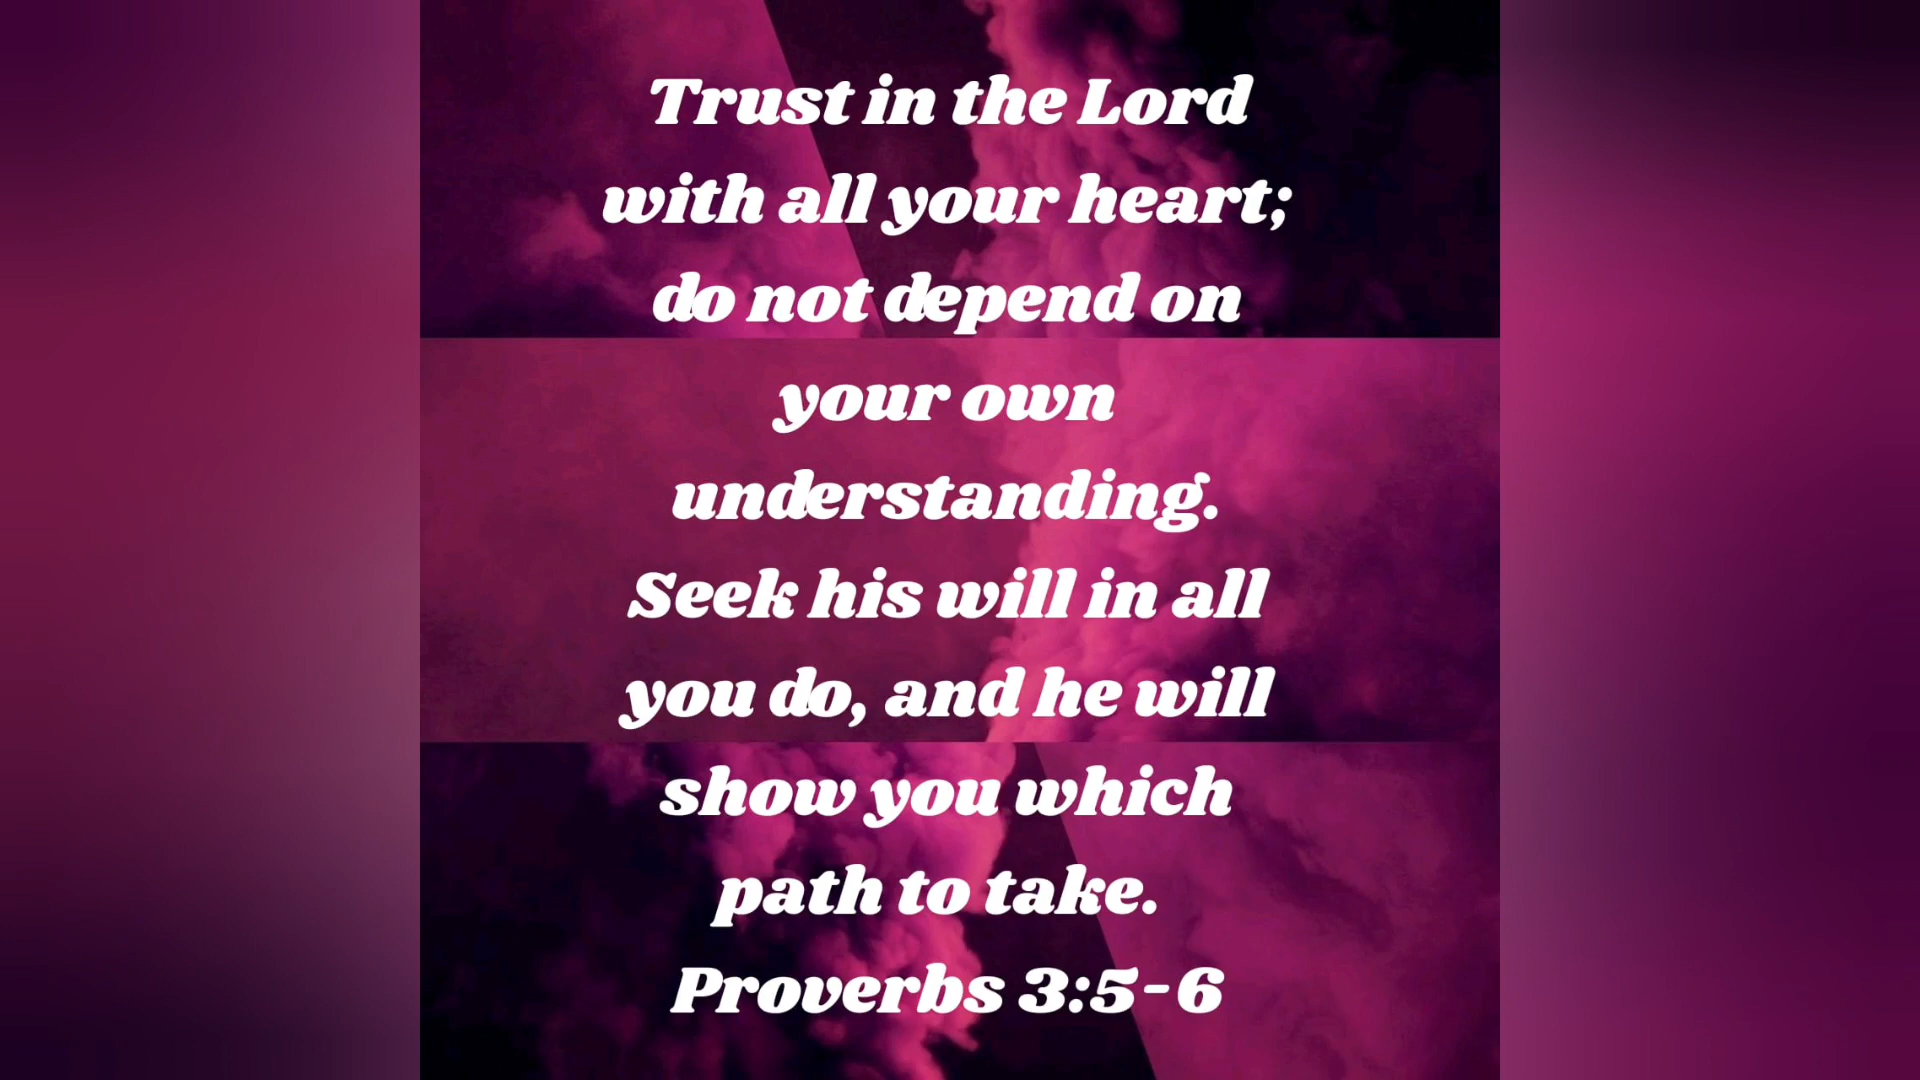 Trust in the Lord
with all your heart;
do not depend on
your own
understanding.
Seek his will in all
you do, and he will
show you which
path to take.
Proverbs 3:5-6